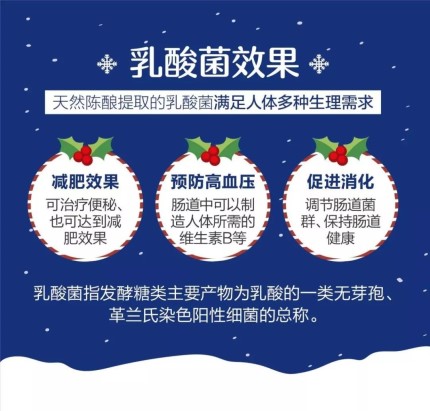 乳酸菌效果
天然陈酿提取的乳酸菌满足人体多种生理需求
减肥效果
可治疗便秘、
也可达到减
肥效果
预防高血压
肠道中可以制
造人体所需的
维生素B等
促进消化
调节肠道菌
群、保持肠道
健康
乳酸菌指发酵糖类主要产物为乳酸的一类无芽孢、
革兰氏染色阳性细菌的总称。